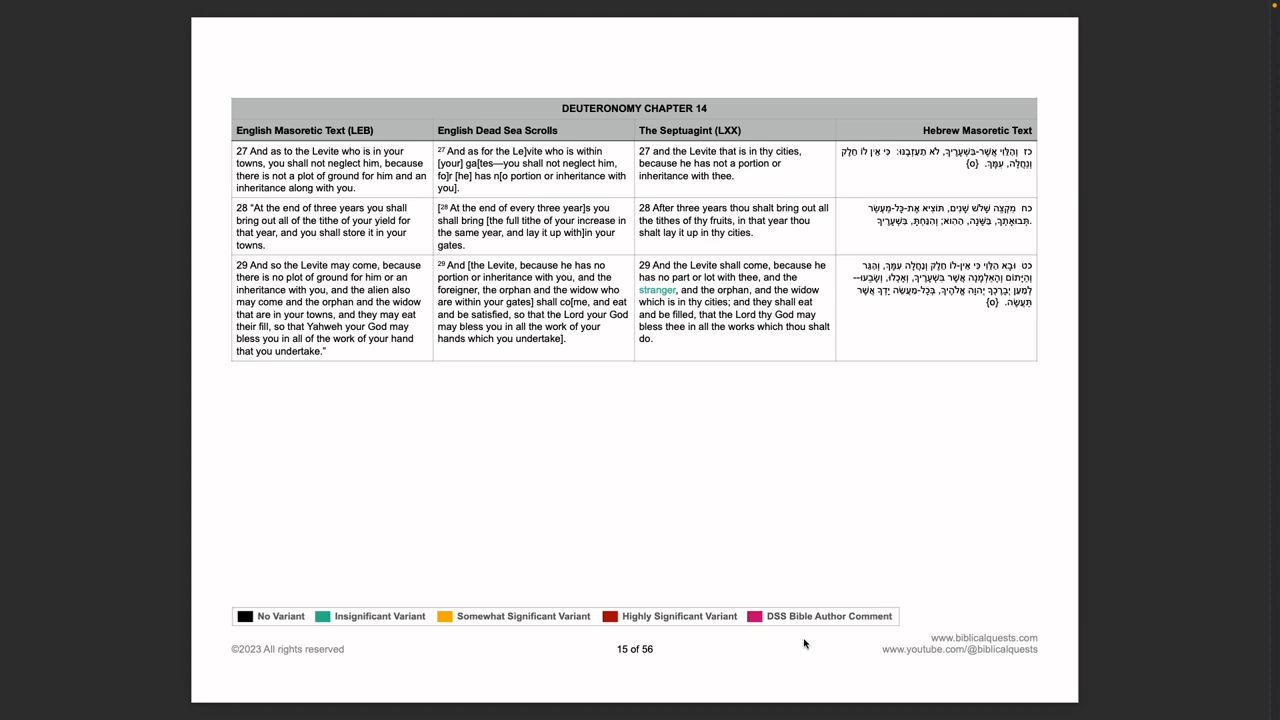 DEUTERONOMY CHAPTER 14
English Masoretic Text (LEB)
English Dead Sea Scrolls
The Septuagint (LXX)
Hebrew Masoretic Text
27 And as to the Levite who is in your
towns, you shall not neglect him, because
there is not a plot of ground for him and an
inheritance along with you.
27 And as for the Le]vite who is within
[your] ga[tes—you shall not neglect him,
fo]r [he] has n[o portion or inheritance with
you].
27 and the Levite that is in thy cities,
because he has not a portion or
inheritance with thee.
כז וְהַלֵּוִי אֲשֶׁר-בִּשְׁעָרֶיךָ, לֹא תַעַזְבֶנּוּ: כִּי אֵין לוֹ חֵלֶק
וְנַחֲלָה, עִמָּךְ. {ס}
28 “At the end of three years you shall
bring out all of the tithe of your yield for
that year, and you shall store it in your
towns.
[28 At the end of every three year]s you
shall bring [the full tithe of your increase in
the same year, and lay it up with]in your
gates.
28 After three years thou shalt bring out all
the tithes of thy fruits, in that year thou
shalt lay it up in thy cities.
כח מִקְצֵה שָׁלֹשׁ שָׁנִים, תּוֹצִיא אֶת-כָּל-מַעְשַׂר
תְּבוּאָתְךָ, בַּשָּׁנָה, הַהִוא; וְהִנַּחְתָּ, בִּשְׁעָרֶיךָ.
29 And so the Levite may come, because
there is no plot of ground for him or an
inheritance with you, and the alien also
may come and the orphan and the widow
that are in your towns, and they may eat
their fill, so that Yahweh your God may
bless you in all of the work of your hand
that you undertake.”
29 And [the Levite, because he has no
portion or inheritance with you, and the
foreigner, the orphan and the widow who
are within your gates] shall co[me, and eat
and be satisfied, so that the Lord your God
may bless you in all the work of your
hands which you undertake].
29 And the Levite shall come, because he
has no part or lot with thee, and the
stranger, and the orphan, and the widow
which is in thy cities; and they shall eat
and be filled, that the Lord thy God may
bless thee in all the works which thou shalt
do.
כט וּבָא הַלֵּוִי כִּי אֵין-לוֹ חֵלֶק וְנַחֲלָה עִמָּךְ, וְהַגֵּר
וְהַיָּתוֹם וְהָאַלְמָנָה אֲשֶׁר בִּשְׁעָרֶיךָ, וְאָכְלוּ, וְשָׂבֵעוּ--
לְמַעַן יְבָרֶכְךָ יְהוָה אֱלֹהֶיךָ, בְּכָל-מַעֲשֵׂה יָדְךָ אֲשֶׁר
תַּעֲשֶׂה. {ס}
No Variant
Insignificant Variant
Somewhat Significant Variant
Highly Significant Variant
DSS Bible Author Comment
©2023 All rights reserved
15 of 56
www.biblicalquests.com
www.youtube.com/@biblicalquests